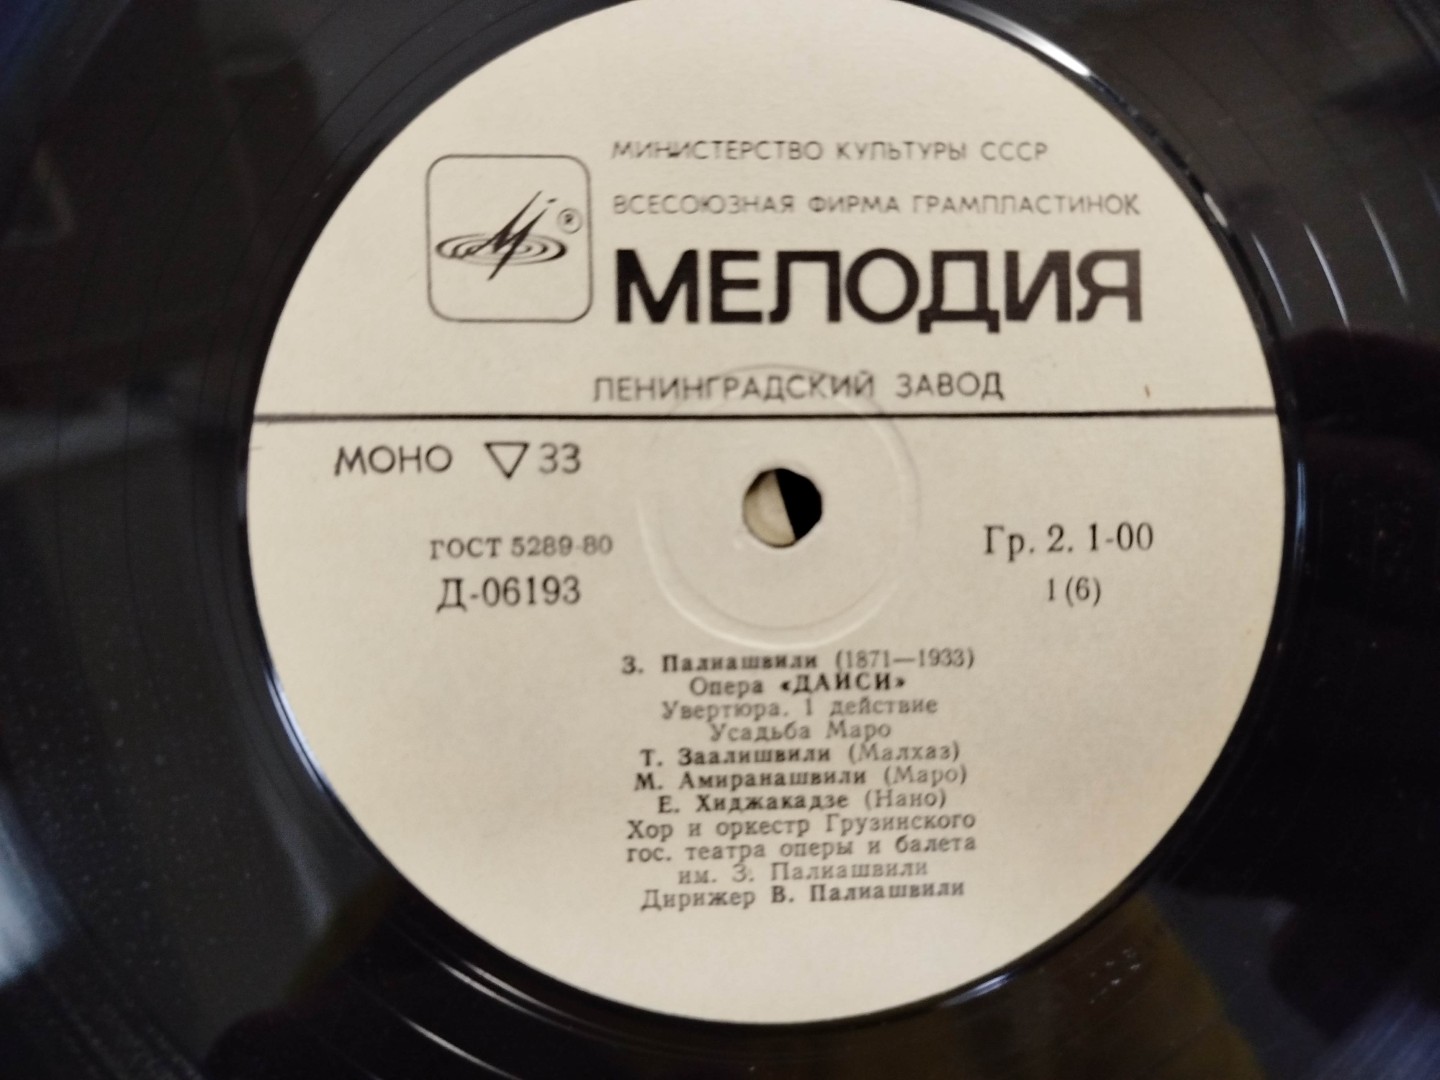 МИНИСТЕРСТВО КУЛЬТУРЫ СССР
ВСЕСОЮЗНАЯ ФИРМА ГРАМПЛАСТИНОК
МЕЛОДИЯ
ЛЕНИНГРАДСКИЙ ЗАВОД
МОНО ▽ 33
ГОСТ 5289-80
Д-06193
Гр. 2. 1-00
1 (6)
З. Палиашвили (1871—1933)
Опера «ДАИСИ»
Увертюра. 1 действие
Усадьба Маро
Т. Заалишвили (Малхаз)
М. Амиранашвили (Маро)
Е. Хиджакадзе (Нано)
Хор и оркестр Грузинского
гос. театра оперы и балета
им. З. Палиашвили
Дирижер В. Палиашвили